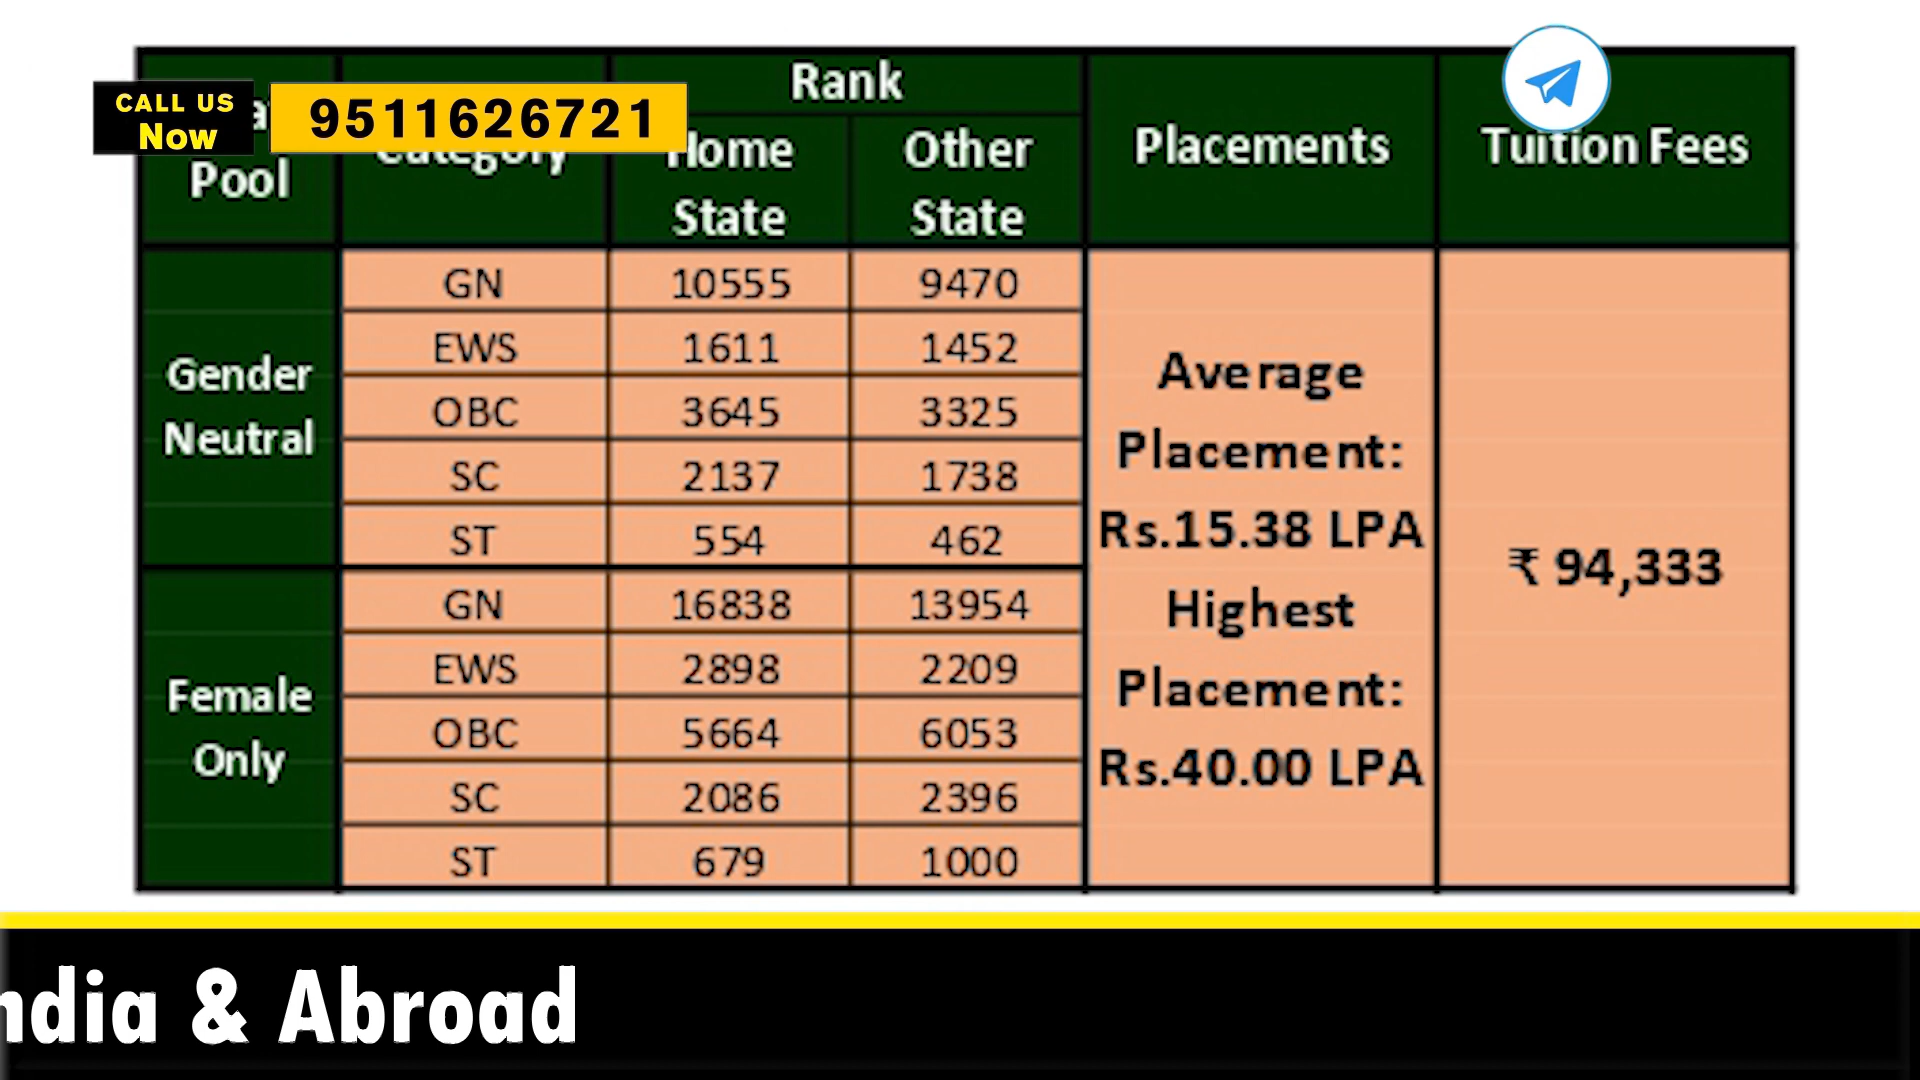 CALL US
Now
9511626721
Pool
Category
Rank
Home
State
Other
State
Placements
Tuition Fees
Gender
Neutral
GN 10555 9470
EWS 1611 1452
OBC 3645 3325
SC 2137 1738
ST 554 462
Female
Only
GN 16838 13954
EWS 2898 2209
OBC 5664 6053
SC 2086 2396
ST 679 1000
Average
Placement:
Rs.15.38 LPA
Highest
Placement:
Rs.40.00 LPA
₹ 94,333
ndia & Abroad